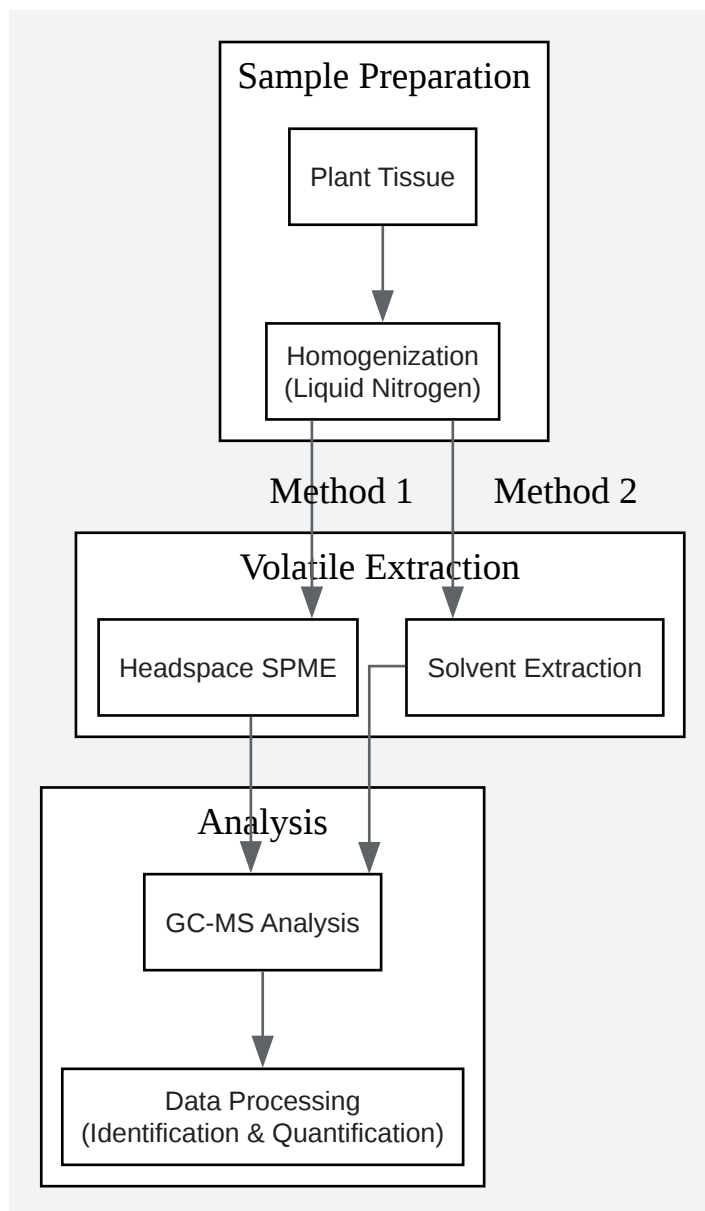 Sample Preparation
Plant Tissue
Homogenization
(Liquid Nitrogen)
Method 1
Method 2
Volatile Extraction
Headspace SPME
Solvent Extraction
Analysis
GC-MS Analysis
Data Processing
(Identification & Quantification)